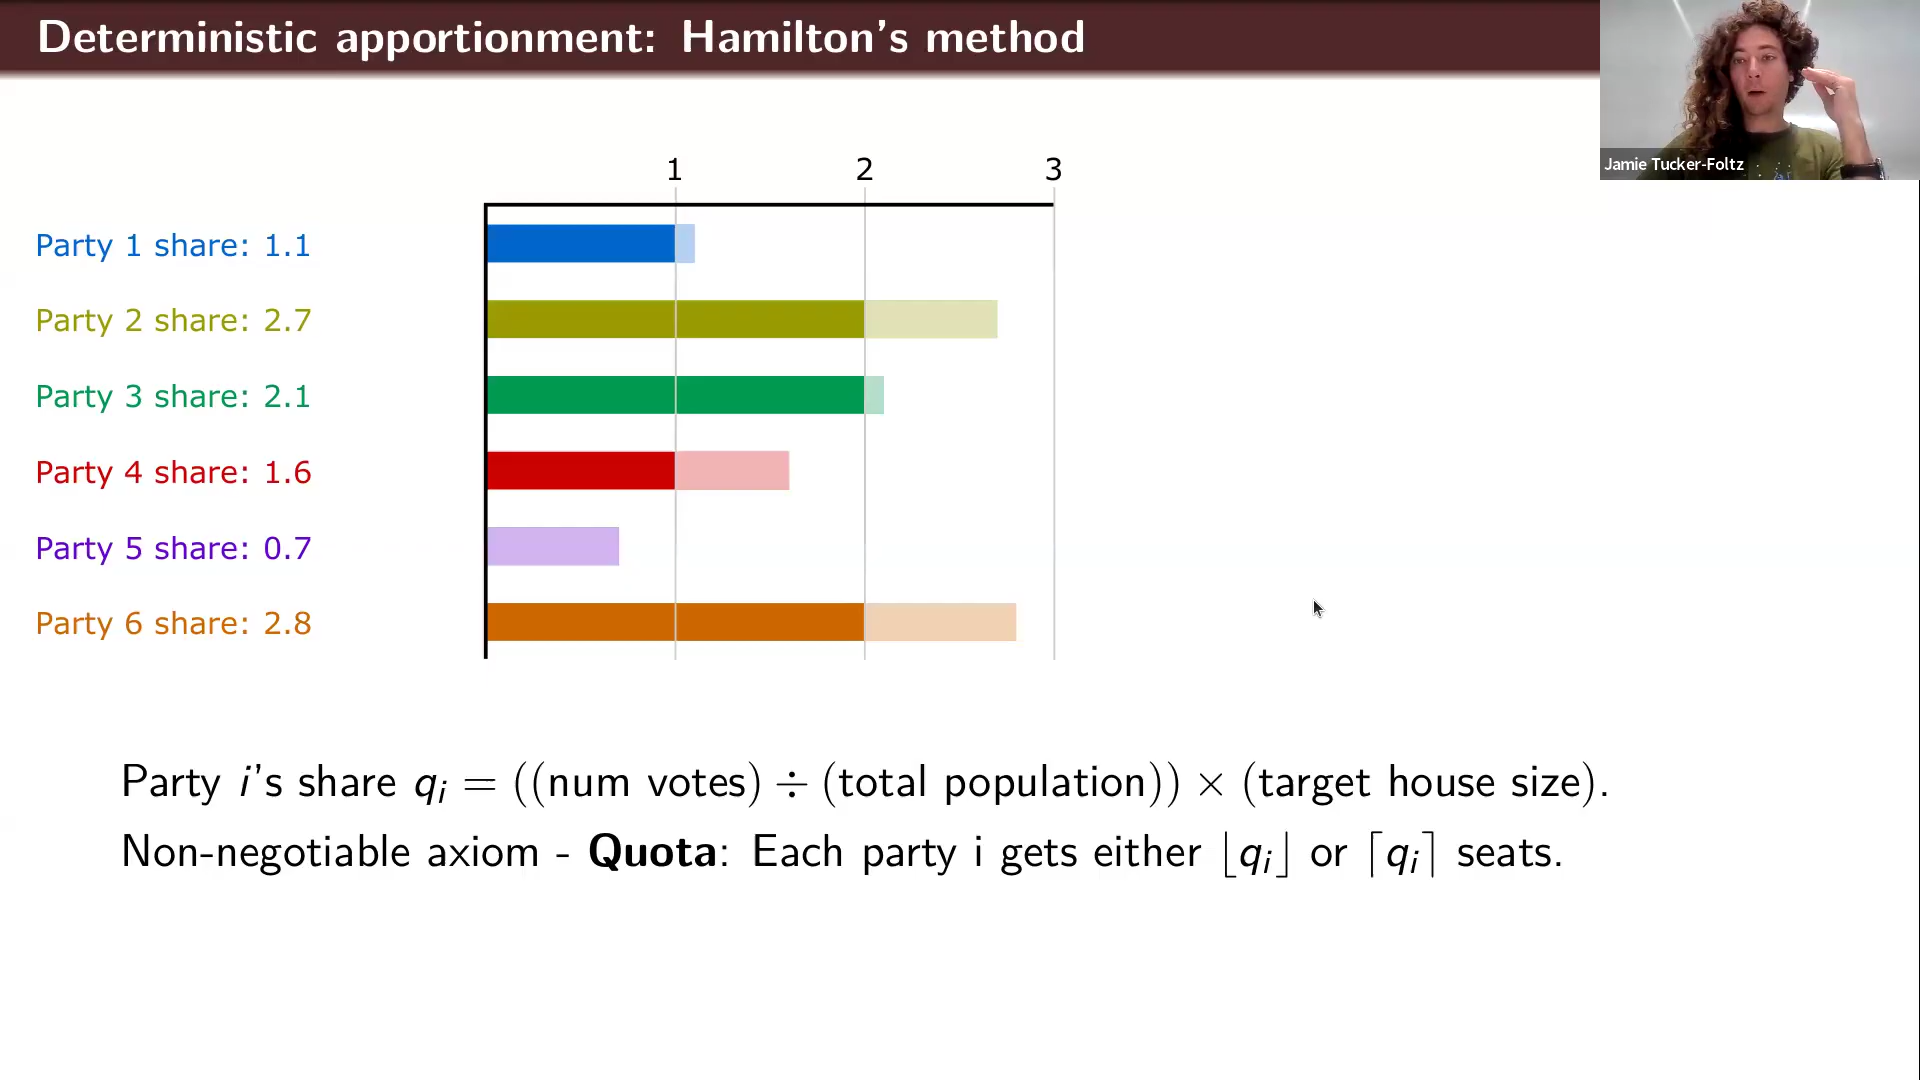 Deterministic apportionment: Hamilton's method
Jamie Tucker-Foltz
1 2 3
Party 1 share: 1.1
Party 2 share: 2.7
Party 3 share: 2.1
Party 4 share: 1.6
Party 5 share: 0.7
Party 6 share: 2.8
Party i's share qᵢ = ((num votes) ÷ (total population)) × (target house size).
Non-negotiable axiom - Quota: Each party i gets either ⌊qᵢ⌋ or ⌈qᵢ⌉ seats.